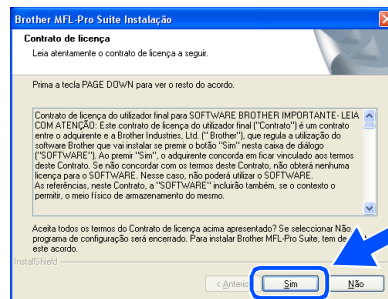 Brother MFL-Pro Suite Instalação
Contrato de licença
Leia atentamente o contrato de licença a seguir.
Prima a tecla PAGE DOWN para ver o resto do acordo.
Contrato de licença do utilizador final para SOFTWARE BROTHER IMPORTANTE- LEIA
COM ATENÇÃO: Este contrato de licença do utilizador final ("Contrato") é um contrato
entre o adquirente e a Brother Industries, Ltd. (" Brother"), que regula a utilização do
software Brother que vai instalar se premir o botão "Sim" nesta caixa de diálogo
("SOFTWARE"). Ao premir "Sim", o adquirente concorda em ficar vinculado aos termos
deste Contrato. Se não concordar com os termos deste Contrato, não obterá nenhuma
licença para o SOFTWARE. Nesse caso, não poderá utilizar o SOFTWARE.
As referências, neste Contrato, a "SOFTWARE" incluirão também, se o contexto o
permitir, o meio físico de armazenamento do mesmo.
Aceita todos os termos do Contrato de licença acima apresentado? Se seleccionar Não,
programa de configuração será encerrado. Para instalar Brother MFL-Pro Suite, tem de
este acordo.
InstallShield
< Anterio
Sim
Não